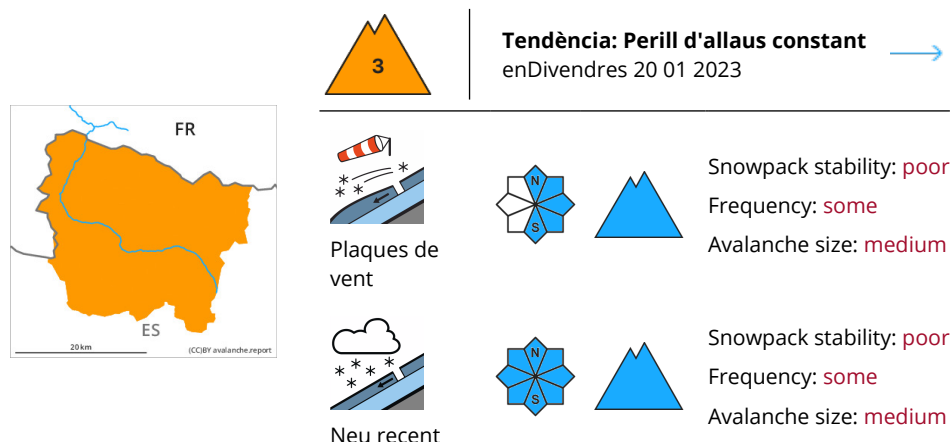 3
Tendència: Perill d'allaus constant
enDivendres 20 01 2023
FR
ES
20 km
(CC)BY avalanche.report
N
S
Plaques de
vent
Snowpack stability: poor
Frequency: some
Avalanche size: medium
N
S
Neu recent
Snowpack stability: poor
Frequency: some
Avalanche size: medium